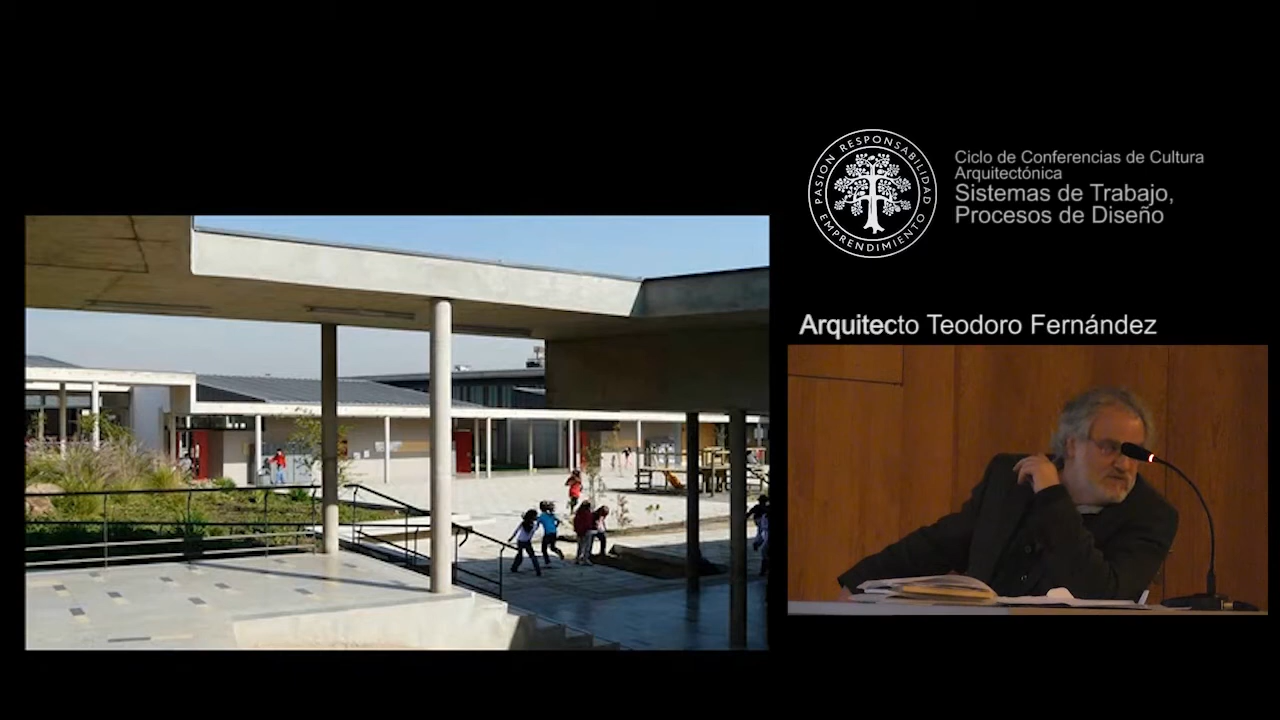 PASION RESPONSABILIDAD EMPRENDIMIENTO
Ciclo de Conferencias de Cultura
Arquitectónica
Sistemas de Trabajo,
Procesos de Diseño
Arquitecto Teodoro Fernández